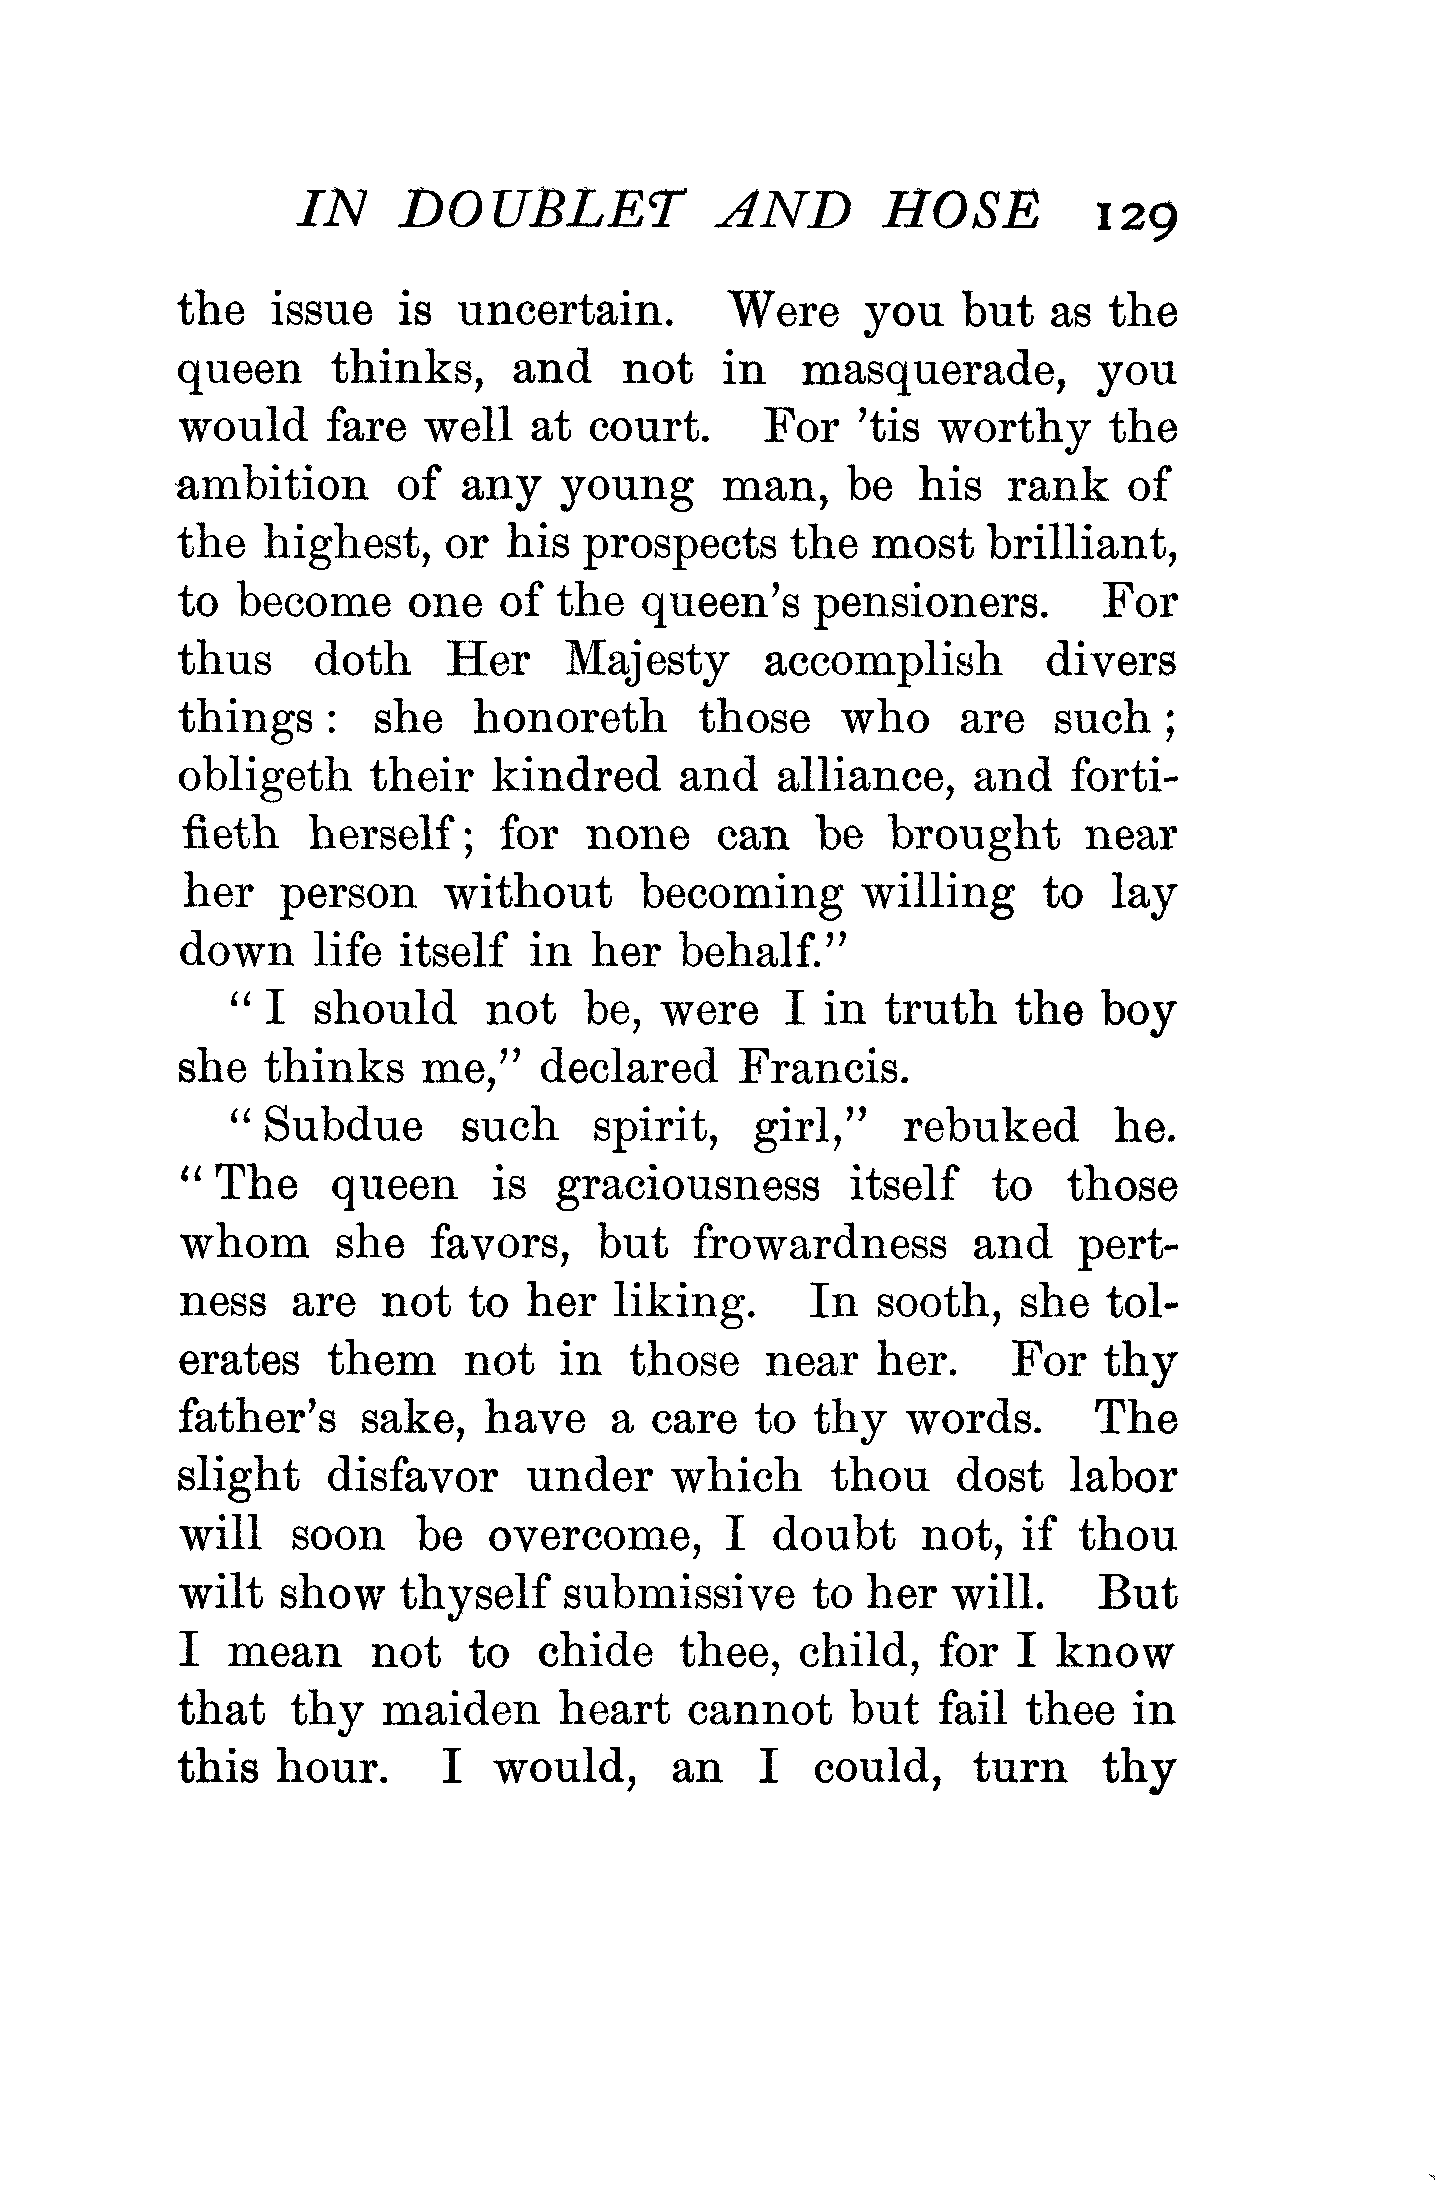 IN DOUBLET AND HOSE 129
the issue is uncertain. Were you but as the
queen thinks, and not in masquerade, you
would fare well at court. For 'tis worthy the
ambition of any young man, be his rank of
the highest, or his prospects the most brilliant,
to become one of the queen's pensioners. For
thus doth Her Majesty accomplish divers
things : she honoreth those who are such ;
obligeth their kindred and alliance, and forti-
fieth herself ; for none can be brought near
her person without becoming willing to lay
down life itself in her behalf."
" I should not be, were I in truth the boy
she thinks me," declared Francis.
" Subdue such spirit, girl," rebuked he.
" The queen is graciousness itself to those
whom she favors, but frowardness and pert-
ness are not to her liking. In sooth, she tol-
erates them not in those near her. For thy
father's sake, have a care to thy words. The
slight disfavor under which thou dost labor
will soon be overcome, I doubt not, if thou
wilt show thyself submissive to her will. But
I mean not to chide thee, child, for I know
that thy maiden heart cannot but fail thee in
this hour. I would, an I could, turn thy